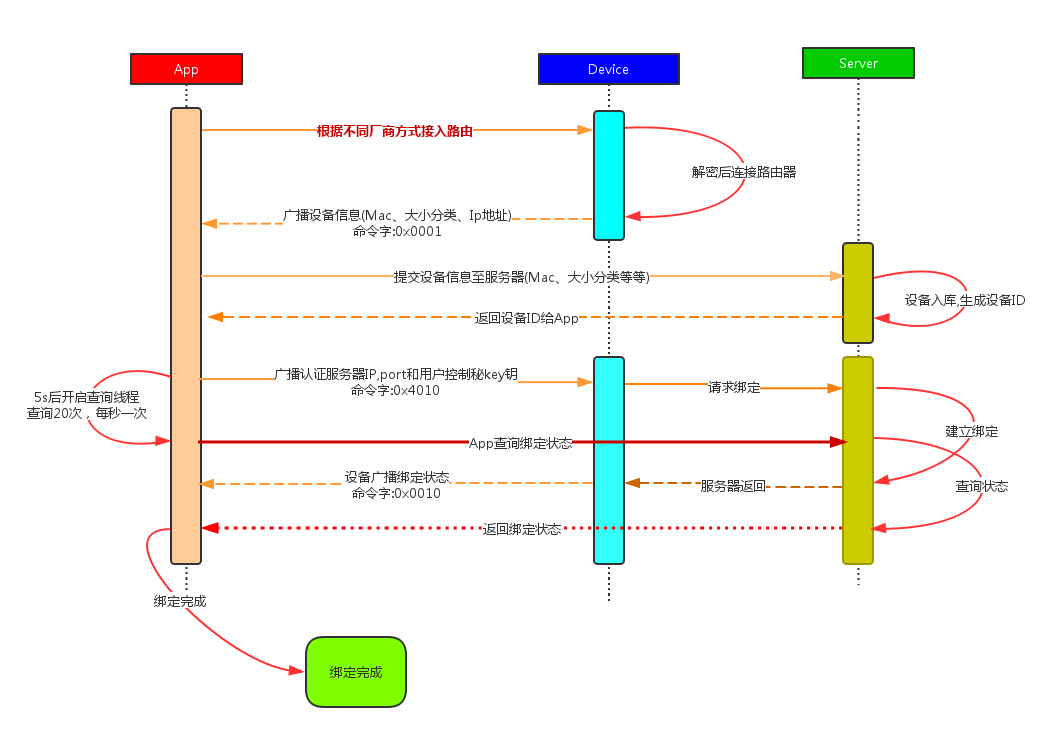 App
Device
Server
根据不同厂商方式接入路由
解密后连接路由器
广播设备信息(Mac、大小分类、Ip地址)
命令字:0x0001
提交设备信息至服务器(Mac、大小分类等等)
设备入库,生成设备ID
返回设备ID给App
广播认证服务器IP,port和用户控制秘key钥
命令字:0x4010
请求绑定
5s后开启查询线程
查询20次，每秒一次
建立绑定
App查询绑定状态
设备广播绑定状态
命令字:0x0010
服务器返回
查询状态
返回绑定状态
绑定完成
绑定完成